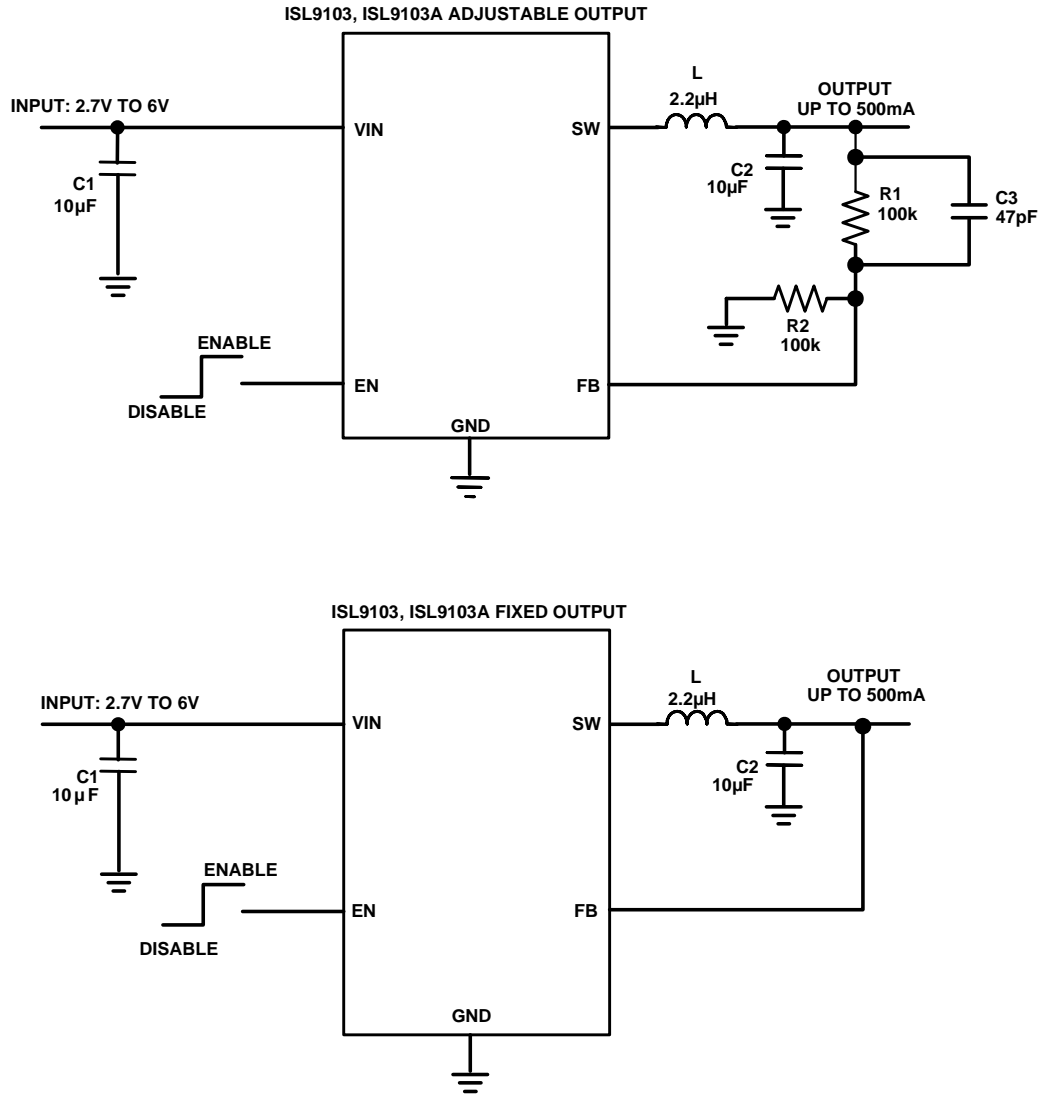 ISL9103, ISL9103A ADJUSTABLE OUTPUT
INPUT: 2.7V TO 6V
VIN
C1
10µF
SW
L
2.2µH
OUTPUT
UP TO 500mA
C2
10µF
R1
100k
C3
47pF
R2
100k
ENABLE
DISABLE
EN
FB
GND
ISL9103, ISL9103A FIXED OUTPUT
INPUT: 2.7V TO 6V
VIN
C1
10 µ F
SW
L
2.2µH
OUTPUT
UP TO 500mA
C2
10µF
ENABLE
DISABLE
EN
FB
GND